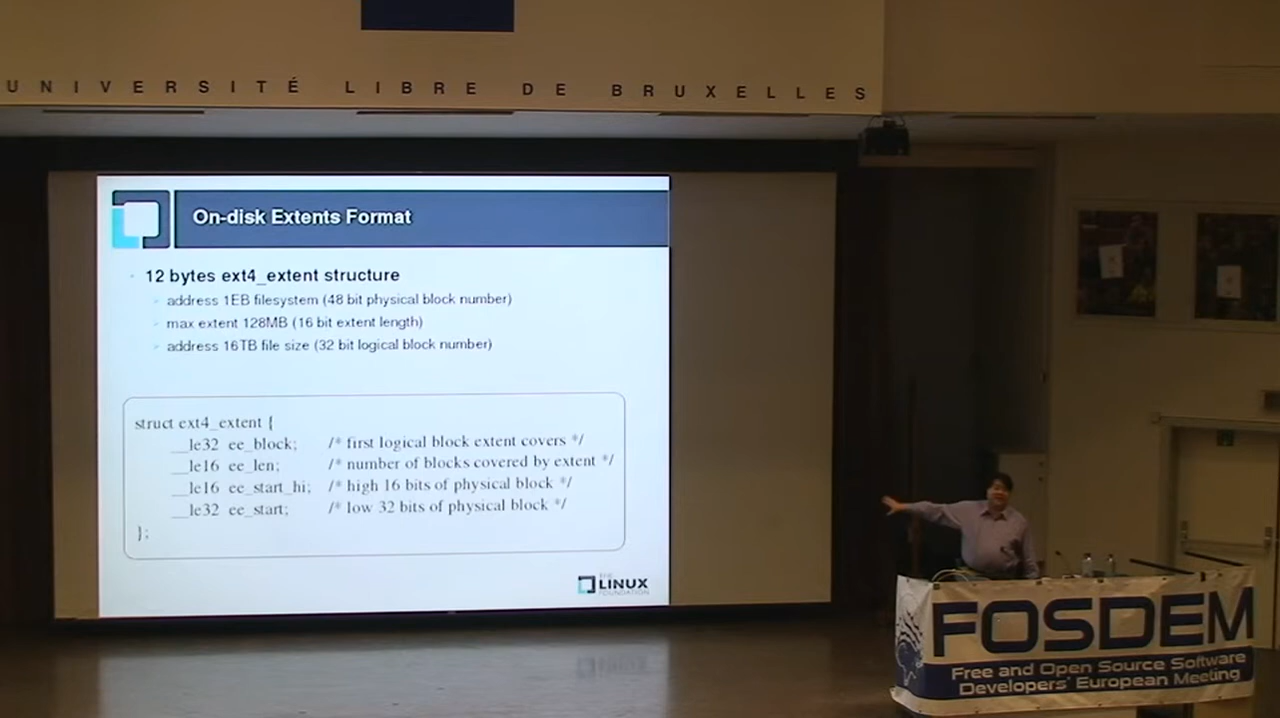 UNIVERSITÉ LIBRE DE BRUXELLES
On-disk Extents Format
12 bytes ext4_extent structure
address 1EB filesystem (48 bit physical block number)
max extent 128MB (16 bit extent length)
address 16TB file size (32 bit logical block number)
struct ext4_extent {
__le32 ee_block; /* first logical block extent covers */
__le16 ee_len; /* number of blocks covered by extent */
__le16 ee_start_hi; /* high 16 bits of physical block */
__le32 ee_start; /* low 32 bits of physical block */
};
THE
LINUX
FOUNDATION
FOSDEM
Free and Open Source Software
Developers' European Meeting